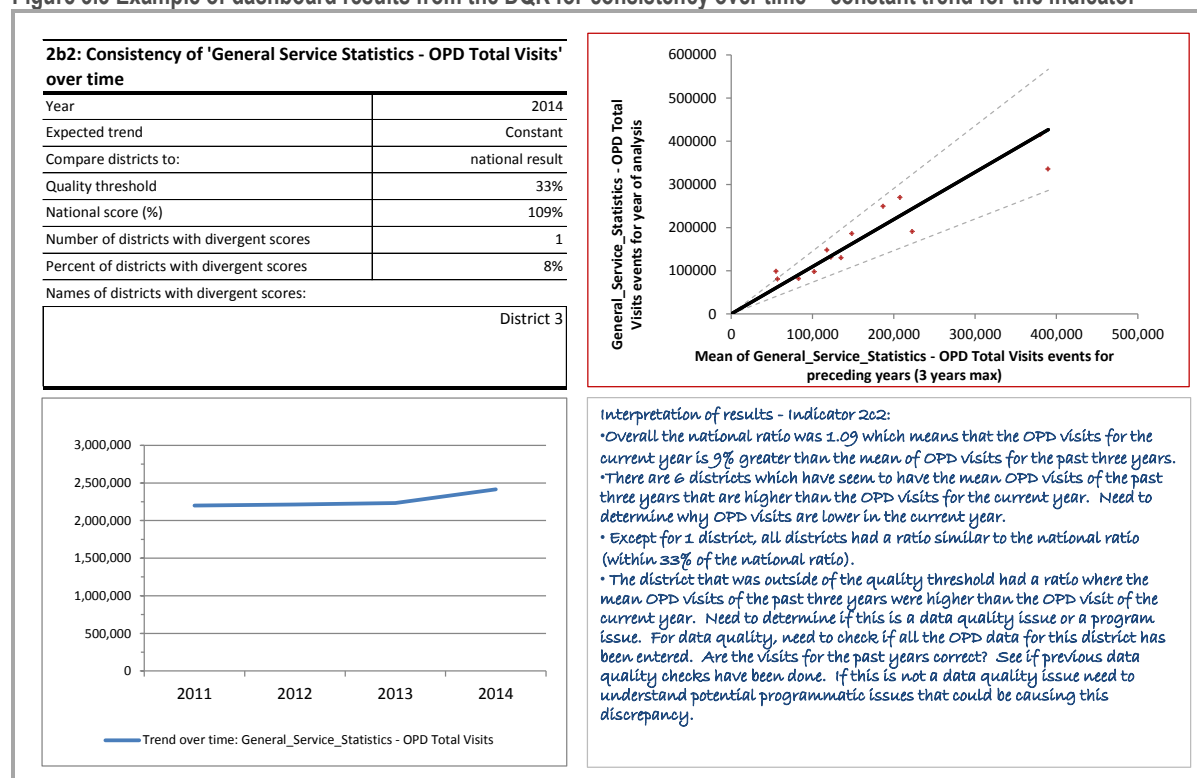 2b2: Consistency of 'General Service Statistics - OPD Total Visits'
over time
Year 2014
Expected trend Constant
Compare districts to: national result
Quality threshold 33%
National score (%) 109%
Number of districts with divergent scores 1
Percent of districts with divergent scores 8%
Names of districts with divergent scores:
District 3
General_Service_Statistics - OPD Total
Visits events for year of analysis
600000
500000
400000
300000
200000
100000
0
0 100,000 200,000 300,000 400,000 500,000
Mean of General_Service_Statistics - OPD Total Visits events for
preceding years (3 years max)
3,000,000
2,500,000
2,000,000
1,500,000
1,000,000
500,000
0
2011 2012 2013 2014
Trend over time: General_Service_Statistics - OPD Total Visits
Interpretation of results - Indicator 2c2:
•Overall the national ratio was 1.09 which means that the OPD visits for the
current year is 9% greater than the mean of OPD visits for the past three years.
•There are 6 districts which have seem to have the mean OPD visits of the past
three years that are higher than the OPD visits for the current year. Need to
determine why OPD visits are lower in the current year.
• Except for 1 district, all districts had a ratio similar to the national ratio
(within 33% of the national ratio).
• The district that was outside of the quality threshold had a ratio where the
mean OPD visits of the past three years were higher than the OPD visit of the
current year. Need to determine if this is a data quality issue or a program
issue. For data quality, need to check if all the OPD data for this district has
been entered. Are the visits for the past years correct? See if previous data
quality checks have been done. If this is not a data quality issue need to
understand potential programmatic issues that could be causing this
discrepancy.